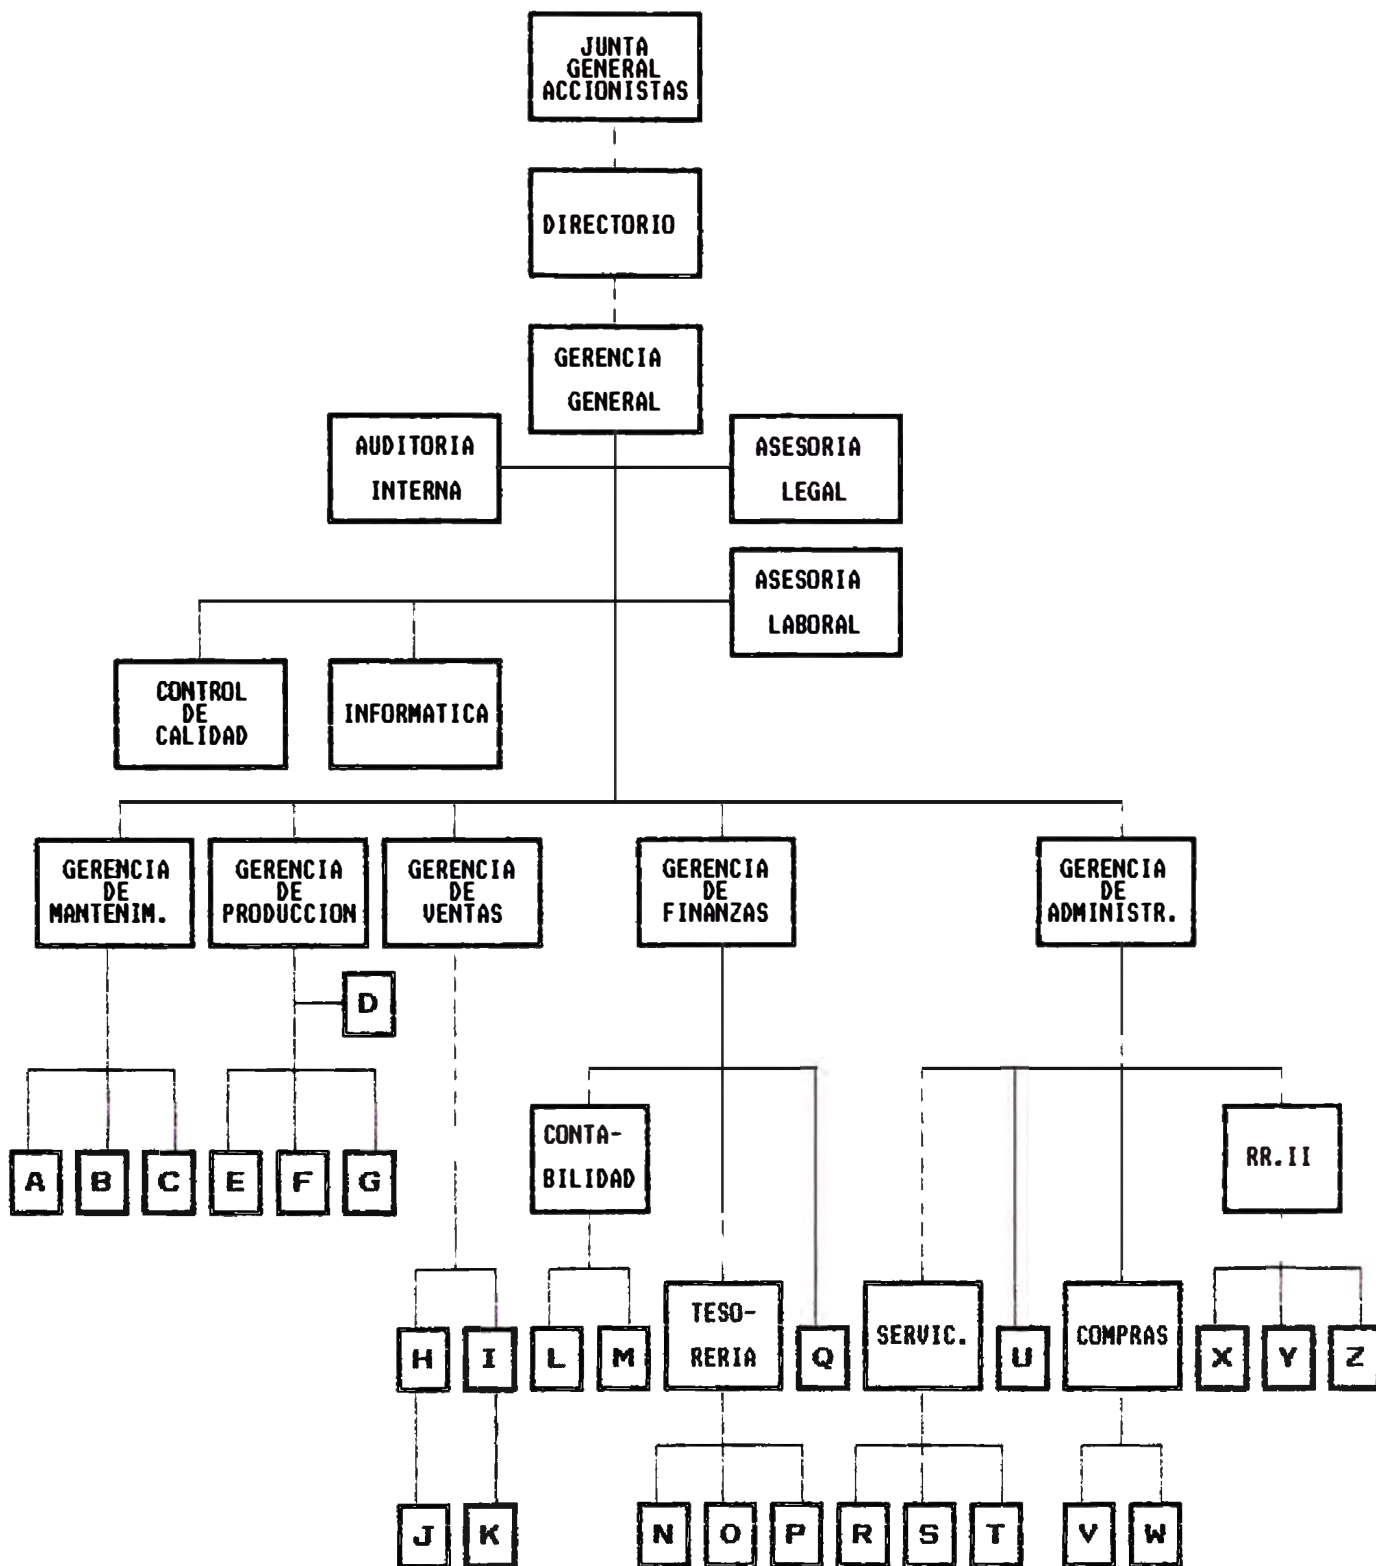 JUNTA
GENERAL
ACCIONISTAS
DIRECTORIO
GERENCIA
GENERAL
AUDITORIA
INTERNA
ASESORIA
LEGAL
ASESORIA
LABORAL
CONTROL
DE
CALIDAD
INFORMATICA
GERENCIA
DE
MANTENIM.
GERENCIA
DE
PRODUCCION
GERENCIA
DE
VENTAS
GERENCIA
DE
FINANZAS
GERENCIA
DE
ADMINISTR.
D
A
B
C
E
F
G
CONTA-
BILIDAD
RR.II
H
I
L
M
TESO-
RERIA
Q
SERVIC.
U
COMPRAS
X
Y
Z
J
K
N
O
P
R
S
T
V
W